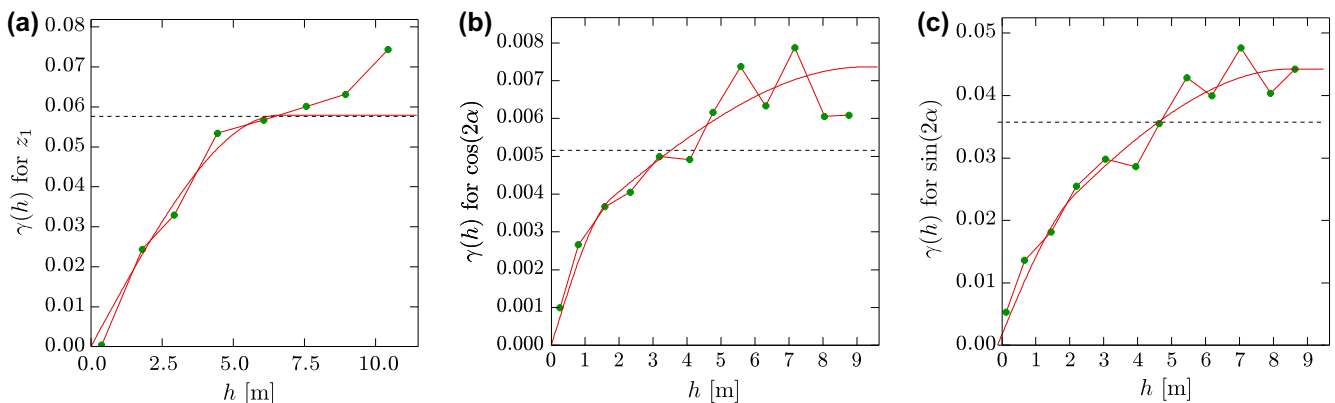 (a)
γ(h) for z₁
0.08
0.07
0.06
0.05
0.04
0.03
0.02
0.01
0.00
0.0 2.5 5.0 7.5 10.0
h [m]
(b)
γ(h) for cos(2α)
0.008
0.007
0.006
0.005
0.004
0.003
0.002
0.001
0.000
0 1 2 3 4 5 6 7 8 9
h [m]
(c)
γ(h) for sin(2α
0.05
0.04
0.03
0.02
0.01
0.00
0 1 2 3 4 5 6 7 8 9
h [m]